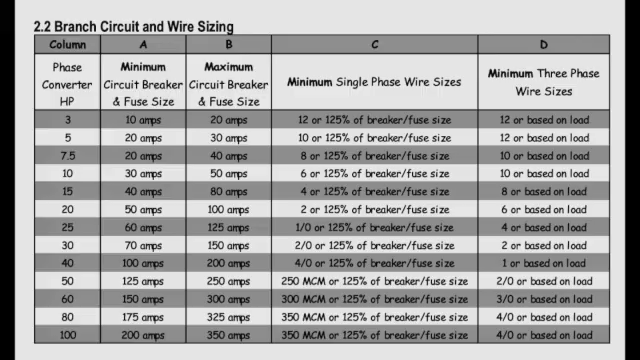 2.2 Branch Circuit and Wire Sizing
Column A B C D
Phase Converter HP Minimum Circuit Breaker & Fuse Size Maximum Circuit Breaker & Fuse Size Minimum Single Phase Wire Sizes Minimum Three Phase Wire Sizes
3 10 amps 20 amps 12 or 125% of breaker/fuse size 12 or based on load
5 20 amps 30 amps 10 or 125% of breaker/fuse size 12 or based on load
7.5 20 amps 40 amps 8 or 125% of breaker/fuse size 10 or based on load
10 30 amps 50 amps 6 or 125% of breaker/fuse size 10 or based on load
15 40 amps 80 amps 4 or 125% of breaker/fuse size 8 or based on load
20 50 amps 100 amps 2 or 125% of breaker/fuse size 6 or based on load
25 60 amps 125 amps 1/0 or 125% of breaker/fuse size 4 or based on load
30 70 amps 150 amps 2/0 or 125% of breaker/fuse size 2 or based on load
40 100 amps 200 amps 4/0 or 125% of breaker/fuse size 1 or based on load
50 125 amps 250 amps 250 MCM or 125% of breaker/fuse size 2/0 or based on load
60 150 amps 300 amps 300 MCM or 125% of breaker/fuse size 3/0 or based on load
80 175 amps 325 amps 350 MCM or 125% of breaker/fuse size 4/0 or based on load
100 200 amps 350 amps 350 MCM or 125% of breaker/fuse size 4/0 or based on load